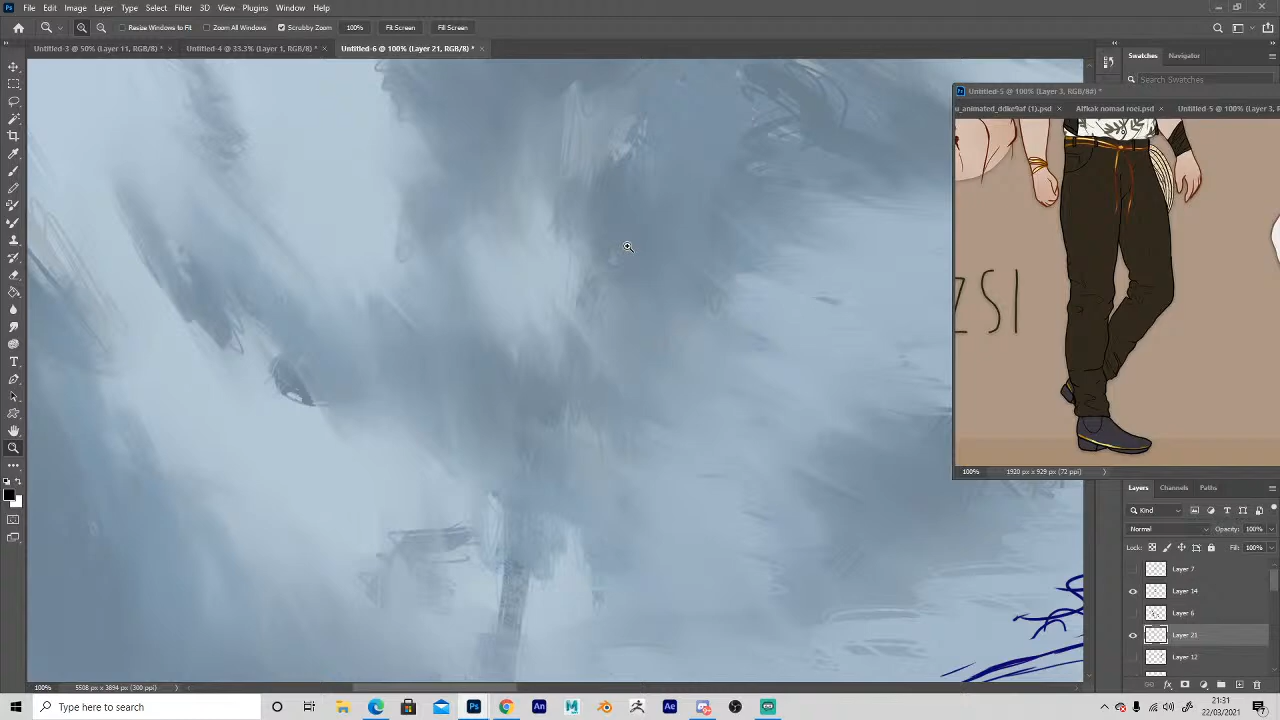 File Edit Image Layer Type Select Filter 3D View Plugins Window Help
Resize Windows to Fit Zoom All Windows Scrubby Zoom 100% Fit Screen Fill Screen
Untitled-3 @ 50% (Layer 11, RGB/8) * × Untitled-4 @ 33.3% (Layer 1, RGB/8) * × Untitled-6 @ 100% (Layer 21, RGB/8) * ×
Swatches Navigator
Search Swatches
Untitled-5 @ 100% (Layer 3, RGB/8#) *
u_animated_ddke9af (1).psd × Alfkak nomad roei.psd × Untitled-5 @ 100% (Layer 3, R
ZSI
100% 1920 px x 929 px (72 ppi)
Layers Channels Paths
Kind
Normal Opacity: 100%
Lock: Fill: 100%
Layer 7
Layer 14
Layer 6
Layer 21
Layer 12
100% 5508 px x 3894 px (300 ppi)
Type here to search
21:31
22/03/2021